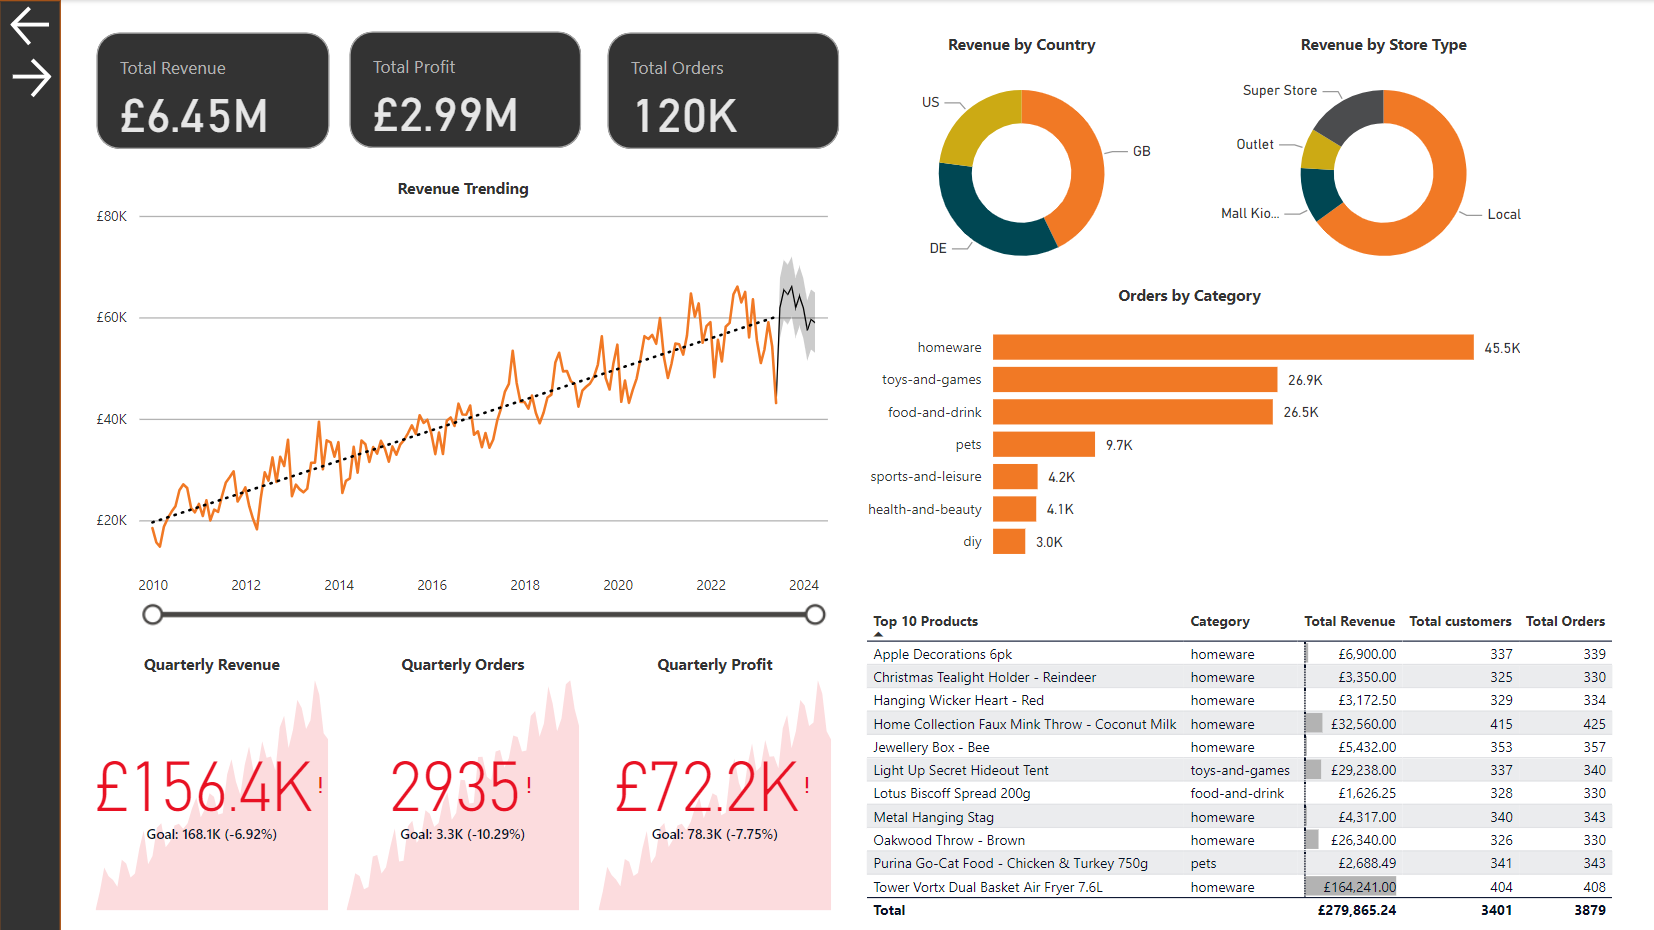 Total Revenue
£6.45M
Total Profit
£2.99M
Total Orders
120K
Revenue Trending
£80K
£60K
£40K
£20K
2010 2012 2014 2016 2018 2020 2022 2024
Quarterly Revenue
£156.4K!
Goal: 168.1K (-6.92%)
Quarterly Orders
2935!
Goal: 3.3K (-10.29%)
Quarterly Profit
£72.2K!
Goal: 78.3K (-7.75%)
Revenue by Country
US
GB
DE
Revenue by Store Type
Super Store
Outlet
Mall Kio...
Local
Orders by Category
homeware 45.5K
toys-and-games 26.9K
food-and-drink 26.5K
pets 9.7K
sports-and-leisure 4.2K
health-and-beauty 4.1K
diy 3.0K
Top 10 Products Category Total Revenue Total customers Total Orders
Apple Decorations 6pk homeware £6,900.00 337 339
Christmas Tealight Holder - Reindeer homeware £3,350.00 325 330
Hanging Wicker Heart - Red homeware £3,172.50 329 334
Home Collection Faux Mink Throw - Coconut Milk homeware £32,560.00 415 425
Jewellery Box - Bee homeware £5,432.00 353 357
Light Up Secret Hideout Tent toys-and-games £29,238.00 337 340
Lotus Biscoff Spread 200g food-and-drink £1,626.25 328 330
Metal Hanging Stag homeware £4,317.00 340 343
Oakwood Throw - Brown homeware £26,340.00 326 330
Purina Go-Cat Food - Chicken & Turkey 750g pets £2,688.49 341 343
Tower Vortx Dual Basket Air Fryer 7.6L homeware £164,241.00 404 408
Total £279,865.24 3401 3879